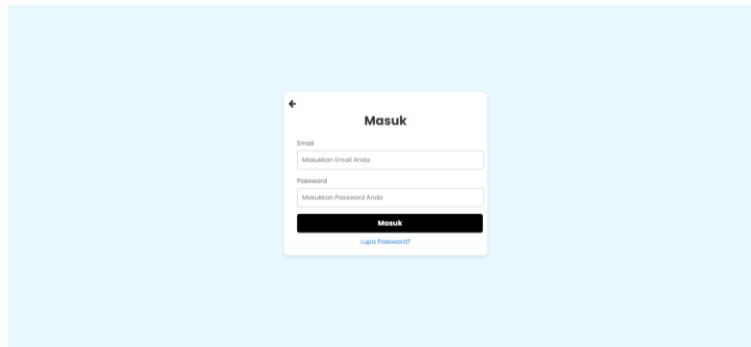 Masuk
Email
Masukkan Email Anda
Password
Masukkan Password Anda
Masuk
Lupa Password?